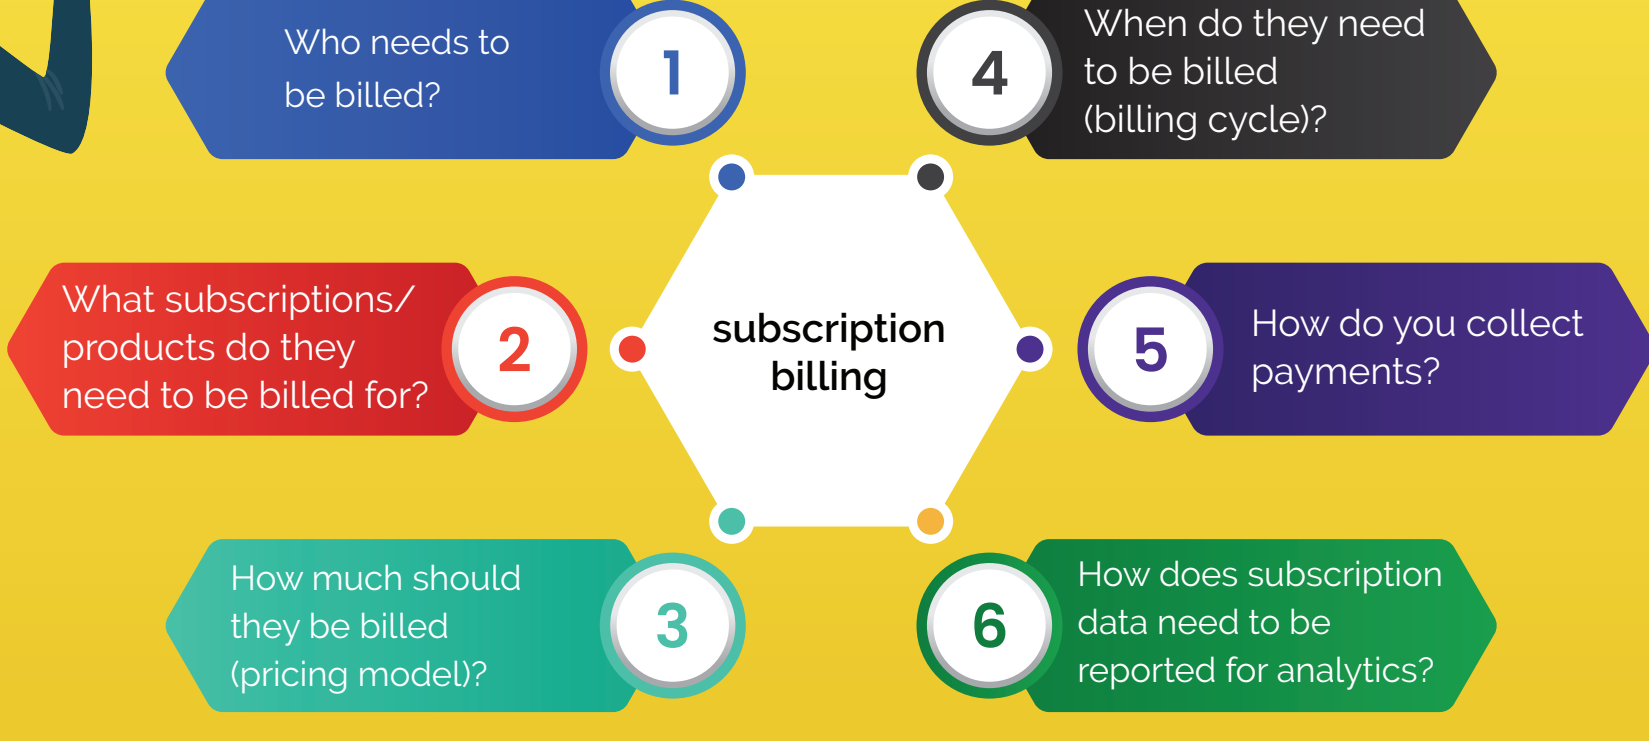 Who needs to
be billed?
1
What subscriptions/
products do they
need to be billed for?
2
How much should
they be billed
(pricing model)?
3
subscription
billing
4
When do they need
to be billed
(billing cycle)?
5
How do you collect
payments?
6
How does subscription
data need to be
reported for analytics?